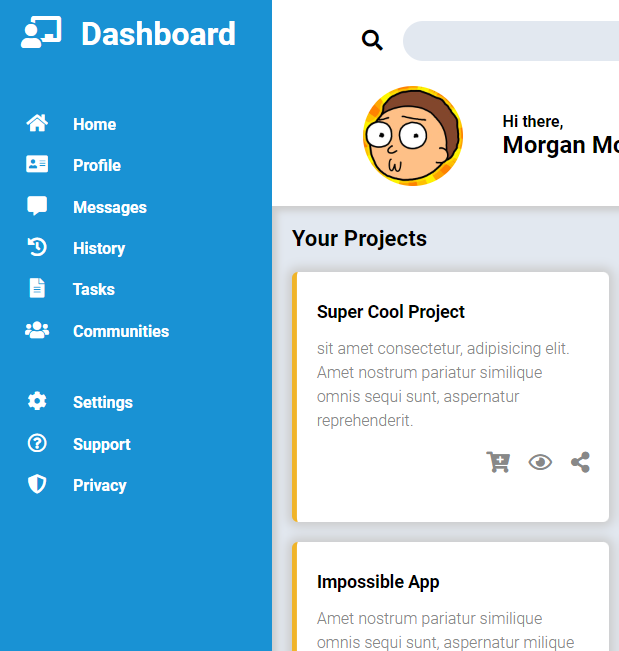 Dashboard
Home
Profile
Messages
History
Tasks
Communities
Settings
Support
Privacy
Hi there,
Morgan
Your Projects
Super Cool Project
sit amet consectetur, adipisicing elit.
Amet nostrum pariatur similique
omnis sequi sunt, aspernatur
reprehenderit.
Impossible App
Amet nostrum pariatur similique
omnis sequi sunt, aspernatur milique